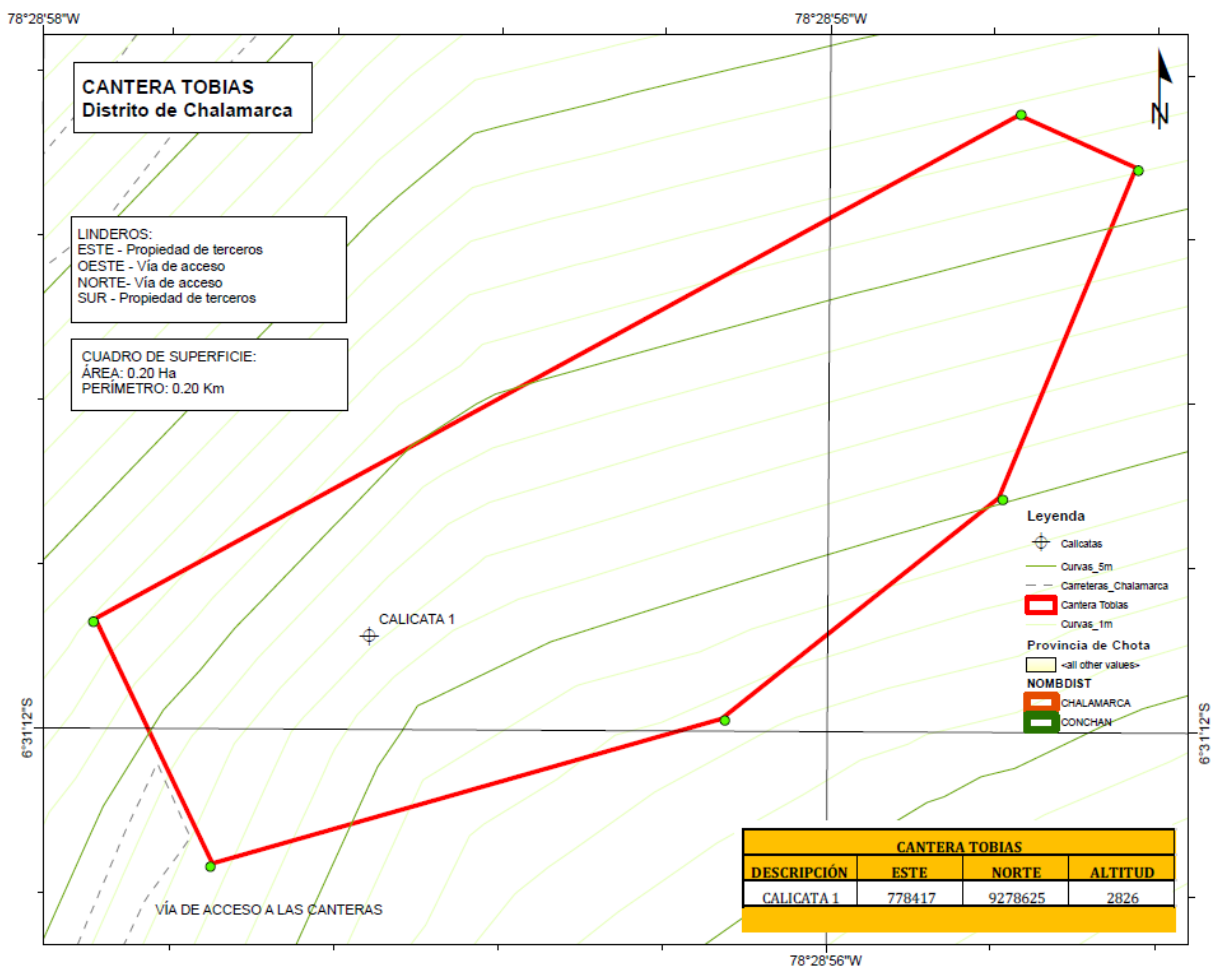 78°28'58"W
78°28'56"W
CANTERA TOBIAS
Distrito de Chalamarca
N
LINDEROS:
ESTE - Propiedad de terceros
OESTE - Vía de acceso
NORTE- Vía de acceso
SUR - Propiedad de terceros
CUADRO DE SUPERFICIE:
ÁREA: 0.20 Ha
PERÍMETRO: 0.20 Km
CALICATA 1
Leyenda
Calicatas
Curvas_5m
Carreteras_Chalamarca
Cantera Tobias
Curvas_1m
Provincia de Chota
<all other values>
NOMBDIST
CHALAMARCA
CONCHAN
6°31'12"S
6°31'12"S
CANTERA TOBIAS
DESCRIPCIÓN ESTE NORTE ALTITUD
CALICATA 1 778417 9278625 2826
VÍA DE ACCESO A LAS CANTERAS
78°28'56"W